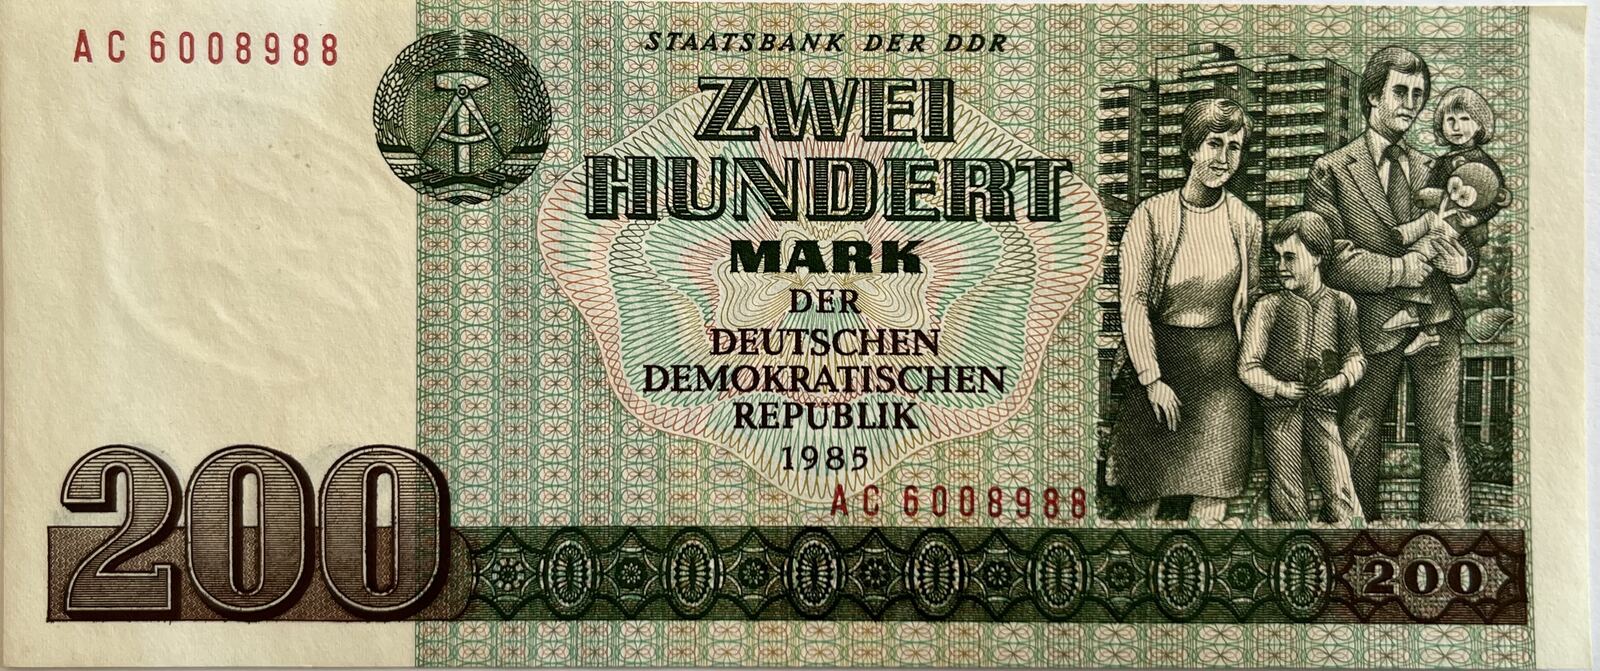 AC 6008988
STAATSBANK DER DDR
ZWEI
HUNDERT
MARK
DER
DEUTSCHEN
DEMOKRATISCHEN
REPUBLIK
1985
AC 6008988
200
200